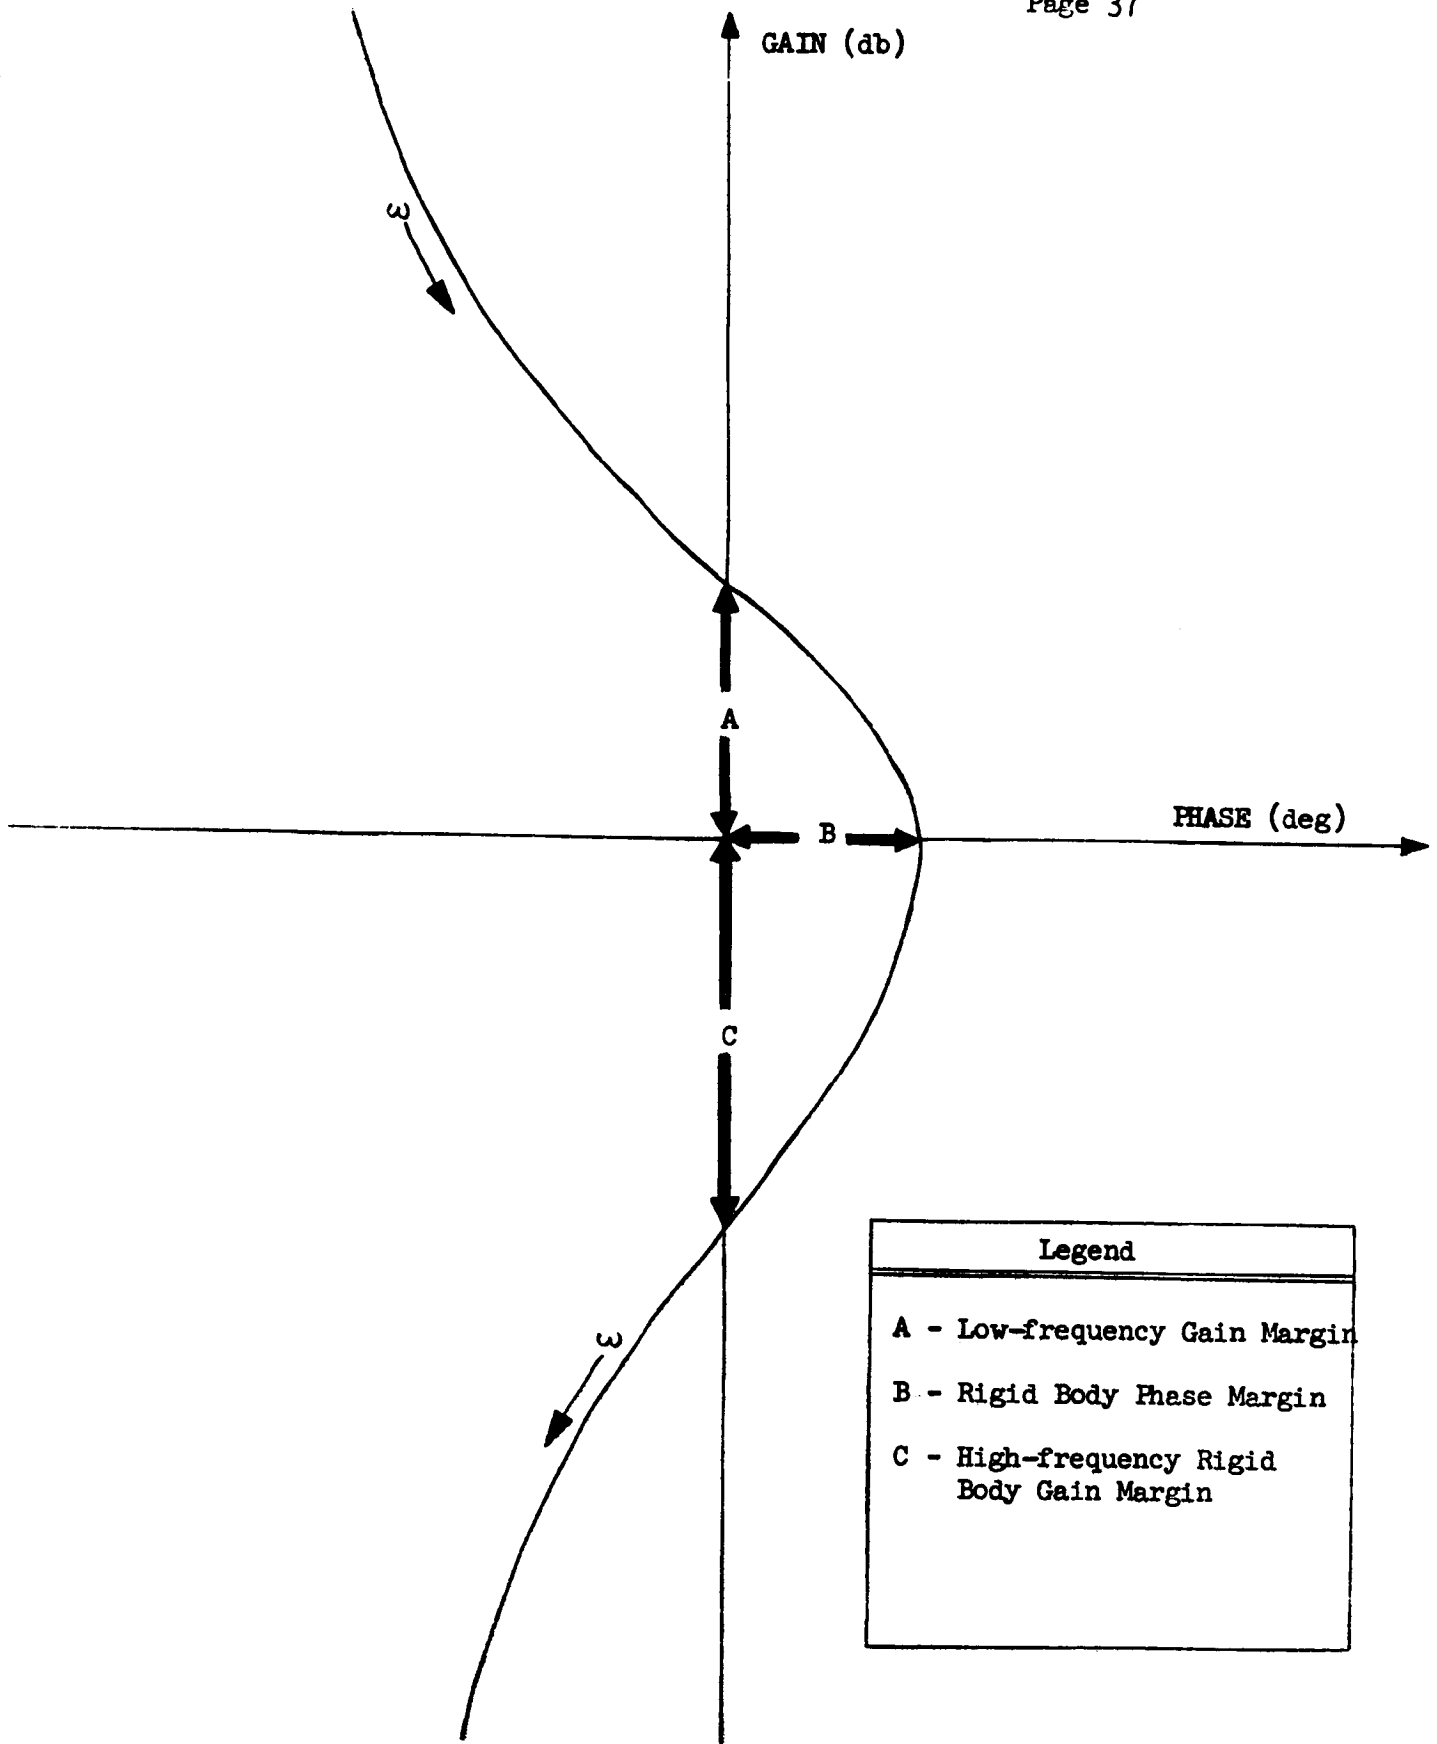 Page 37
GAIN (db)
ω
A
PHASE (deg)
B
C
Legend
A - Low-frequency Gain Margin
ω
B - Rigid Body Phase Margin
C - High-frequency Rigid
Body Gain Margin